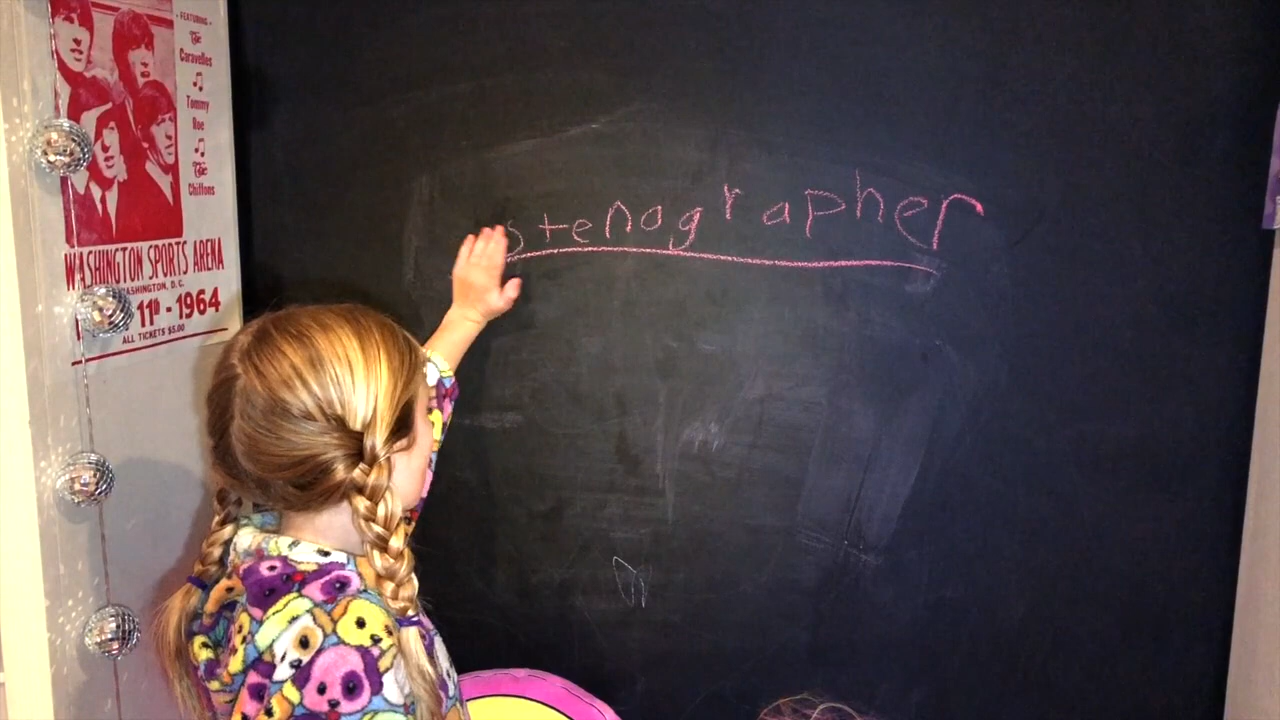 - FEATURING -
The
Caravelles
Tommy
Roe
The
Chiffons
WASHINGTON SPORTS ARENA
WASHINGTON, D. C.
11th - 1964
ALL TICKETS $5.00
stenographer